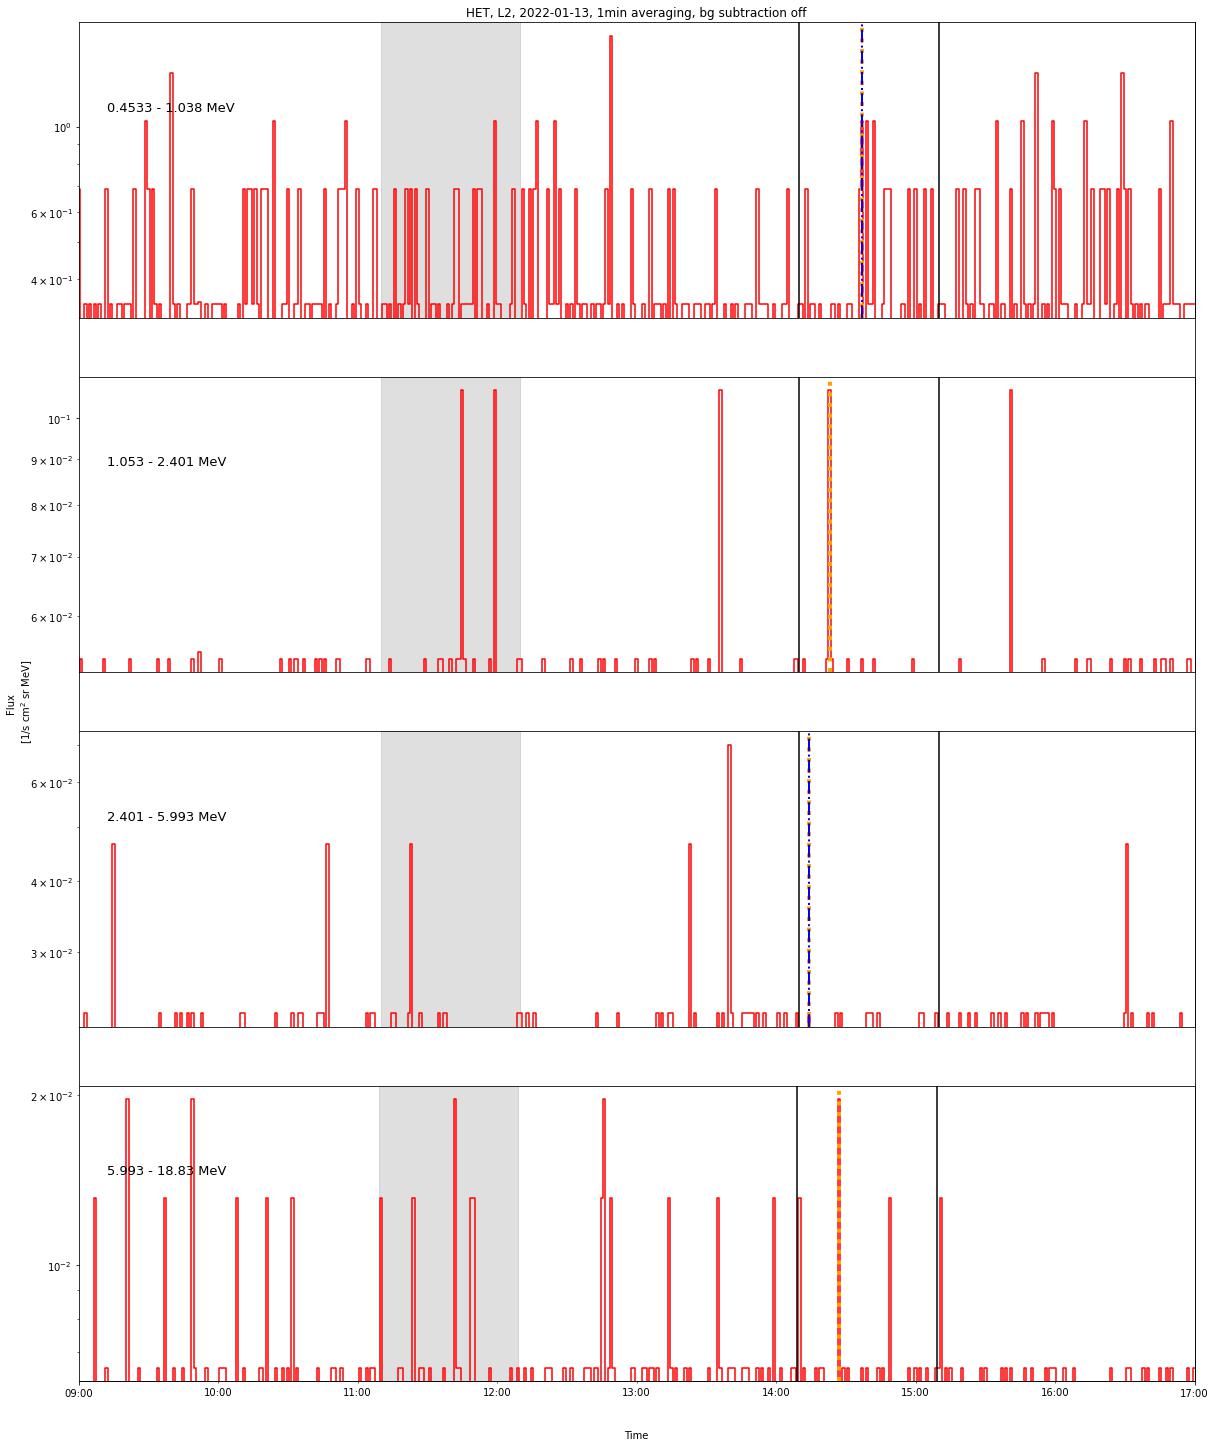 HET, L2, 2022-01-13, 1min averaging, bg subtraction off
0.4533 - 1.038 MeV
10⁰
6 × 10⁻¹
4 × 10⁻¹
10⁻¹
9 × 10⁻²
1.053 - 2.401 MeV
8 × 10⁻²
7 × 10⁻²
6 × 10⁻²
Flux
[1/s cm² sr MeV]
6 × 10⁻²
2.401 - 5.993 MeV
4 × 10⁻²
3 × 10⁻²
2 × 10⁻²
5.993 - 18.83 MeV
10⁻²
09:00 10:00 11:00 12:00 13:00 14:00 15:00 16:00 17:00
Time